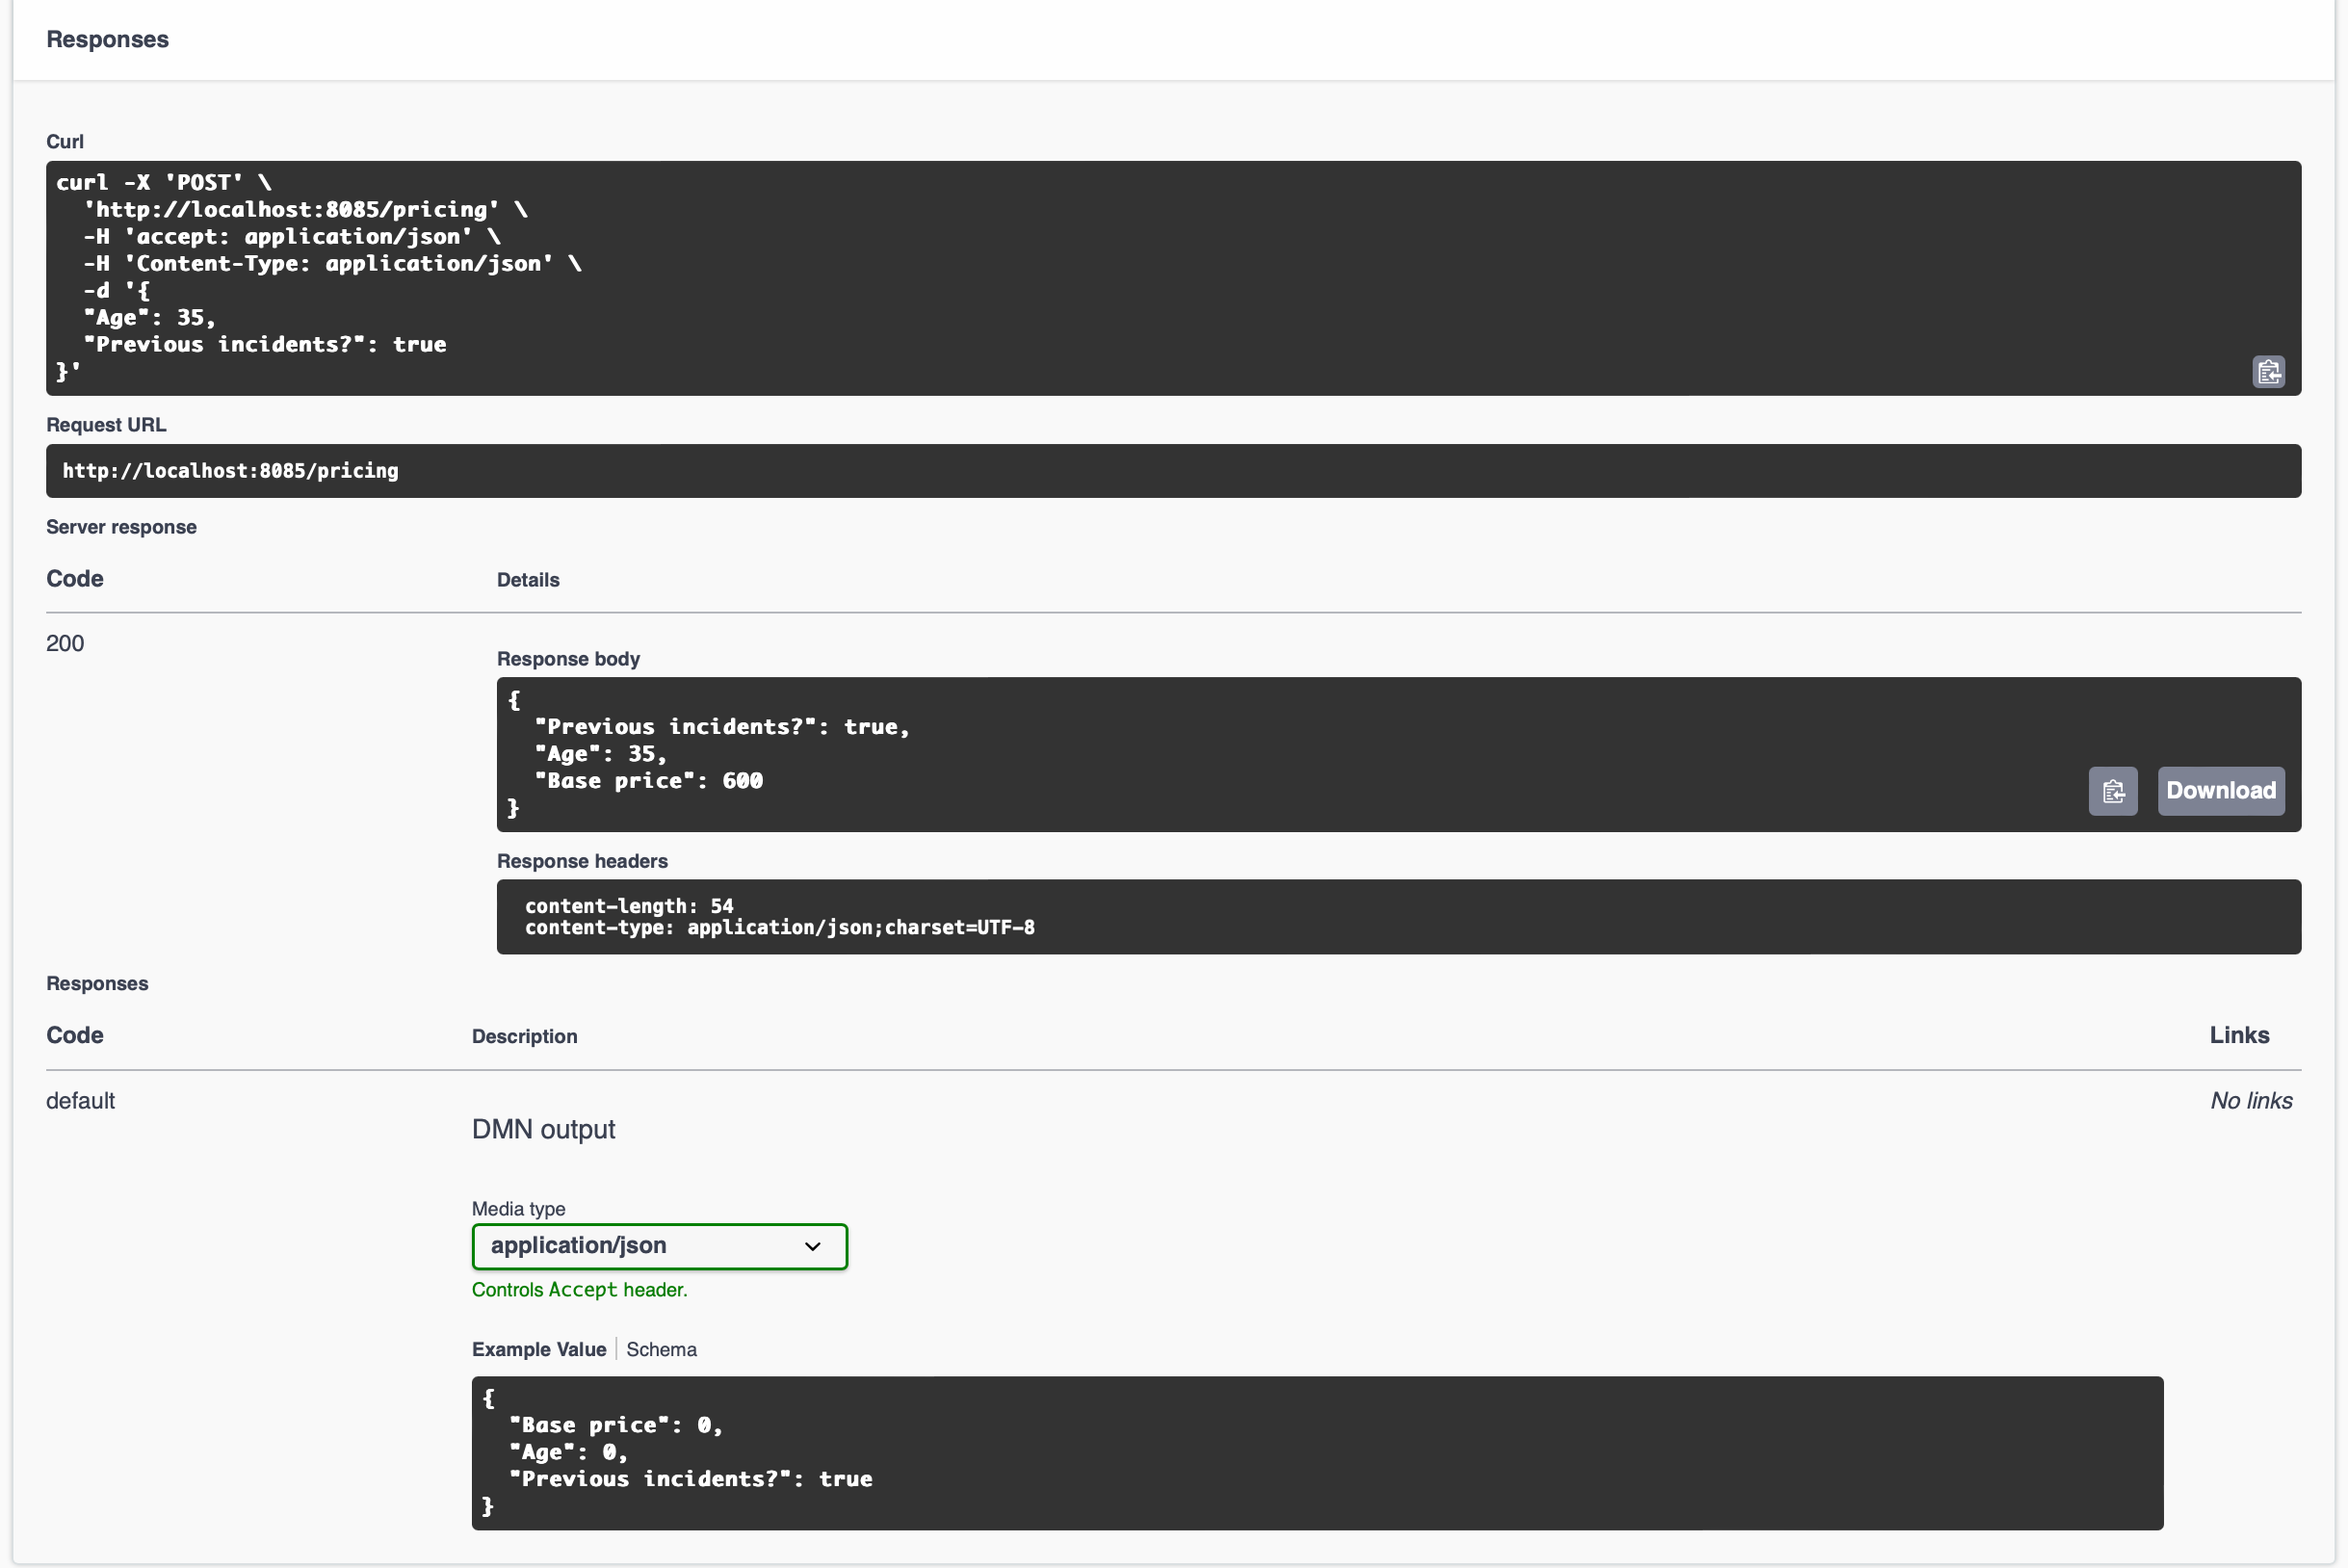 Responses
Curl
curl -X 'POST' \
  'http://localhost:8085/pricing' \
  -H 'accept: application/json' \
  -H 'Content-Type: application/json' \
  -d '{
  "Age": 35,
  "Previous incidents?": true
}'
Request URL
http://localhost:8085/pricing
Server response
Code Details
200
Response body
{
  "Previous incidents?": true,
  "Age": 35,
  "Base price": 600
}
Download
Response headers
content-length: 54
content-type: application/json;charset=UTF-8
Responses
Code Description Links
default No links
DMN output
Media type
application/json
Controls Accept header.
Example Value Schema
{
  "Base price": 0,
  "Age": 0,
  "Previous incidents?": true
}